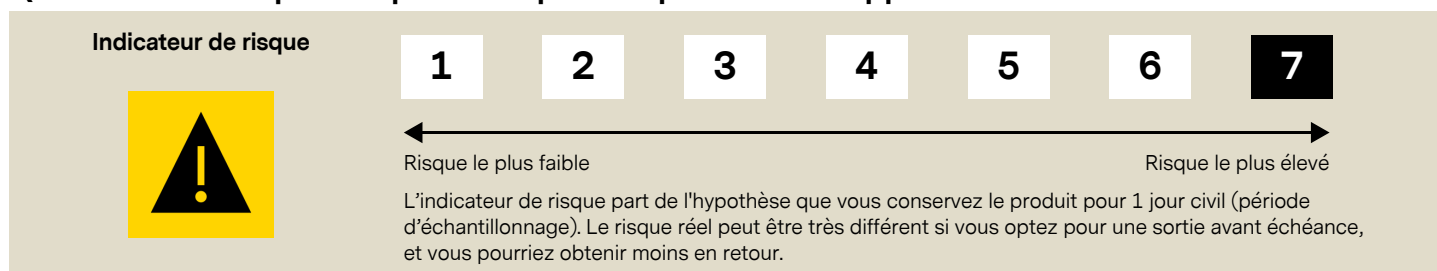 Indicateur de risque
1 2 3 4 5 6 7
Risque le plus faible Risque le plus élevé
L’indicateur de risque part de l'hypothèse que vous conservez le produit pour 1 jour civil (période
d’échantillonnage). Le risque réel peut être très différent si vous optez pour une sortie avant échéance,
et vous pourriez obtenir moins en retour.